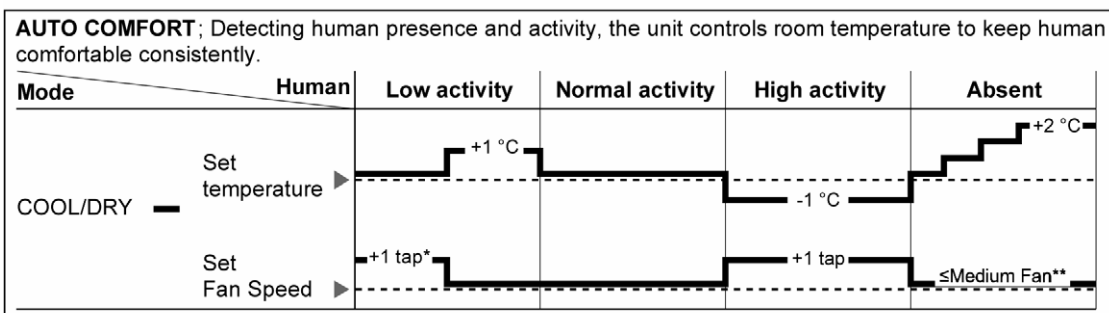 AUTO COMFORT; Detecting human presence and activity, the unit controls room temperature to keep human
comfortable consistently.
Mode Human Low activity Normal activity High activity Absent
+2 °C
+1 °C
Set
temperature
-1 °C
COOL/DRY
+1 tap* +1 tap
Set
Fan Speed
≤Medium Fan**